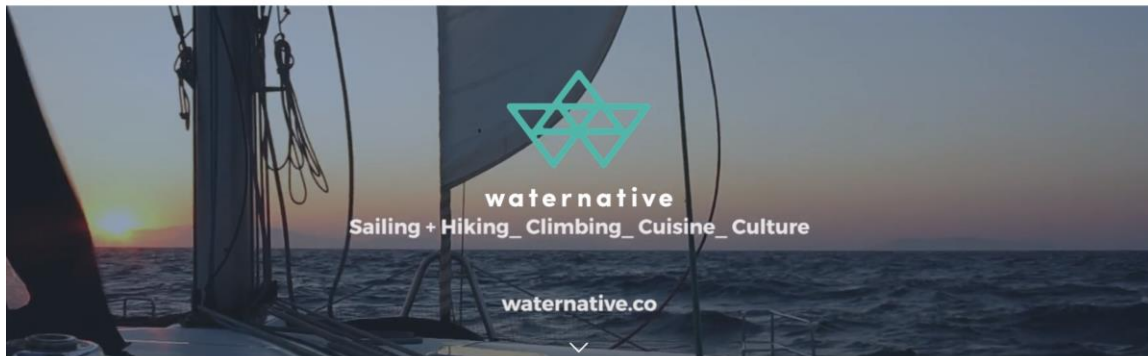 waternative
Sailing + Hiking_ Climbing_ Cuisine_ Culture
waternative.co